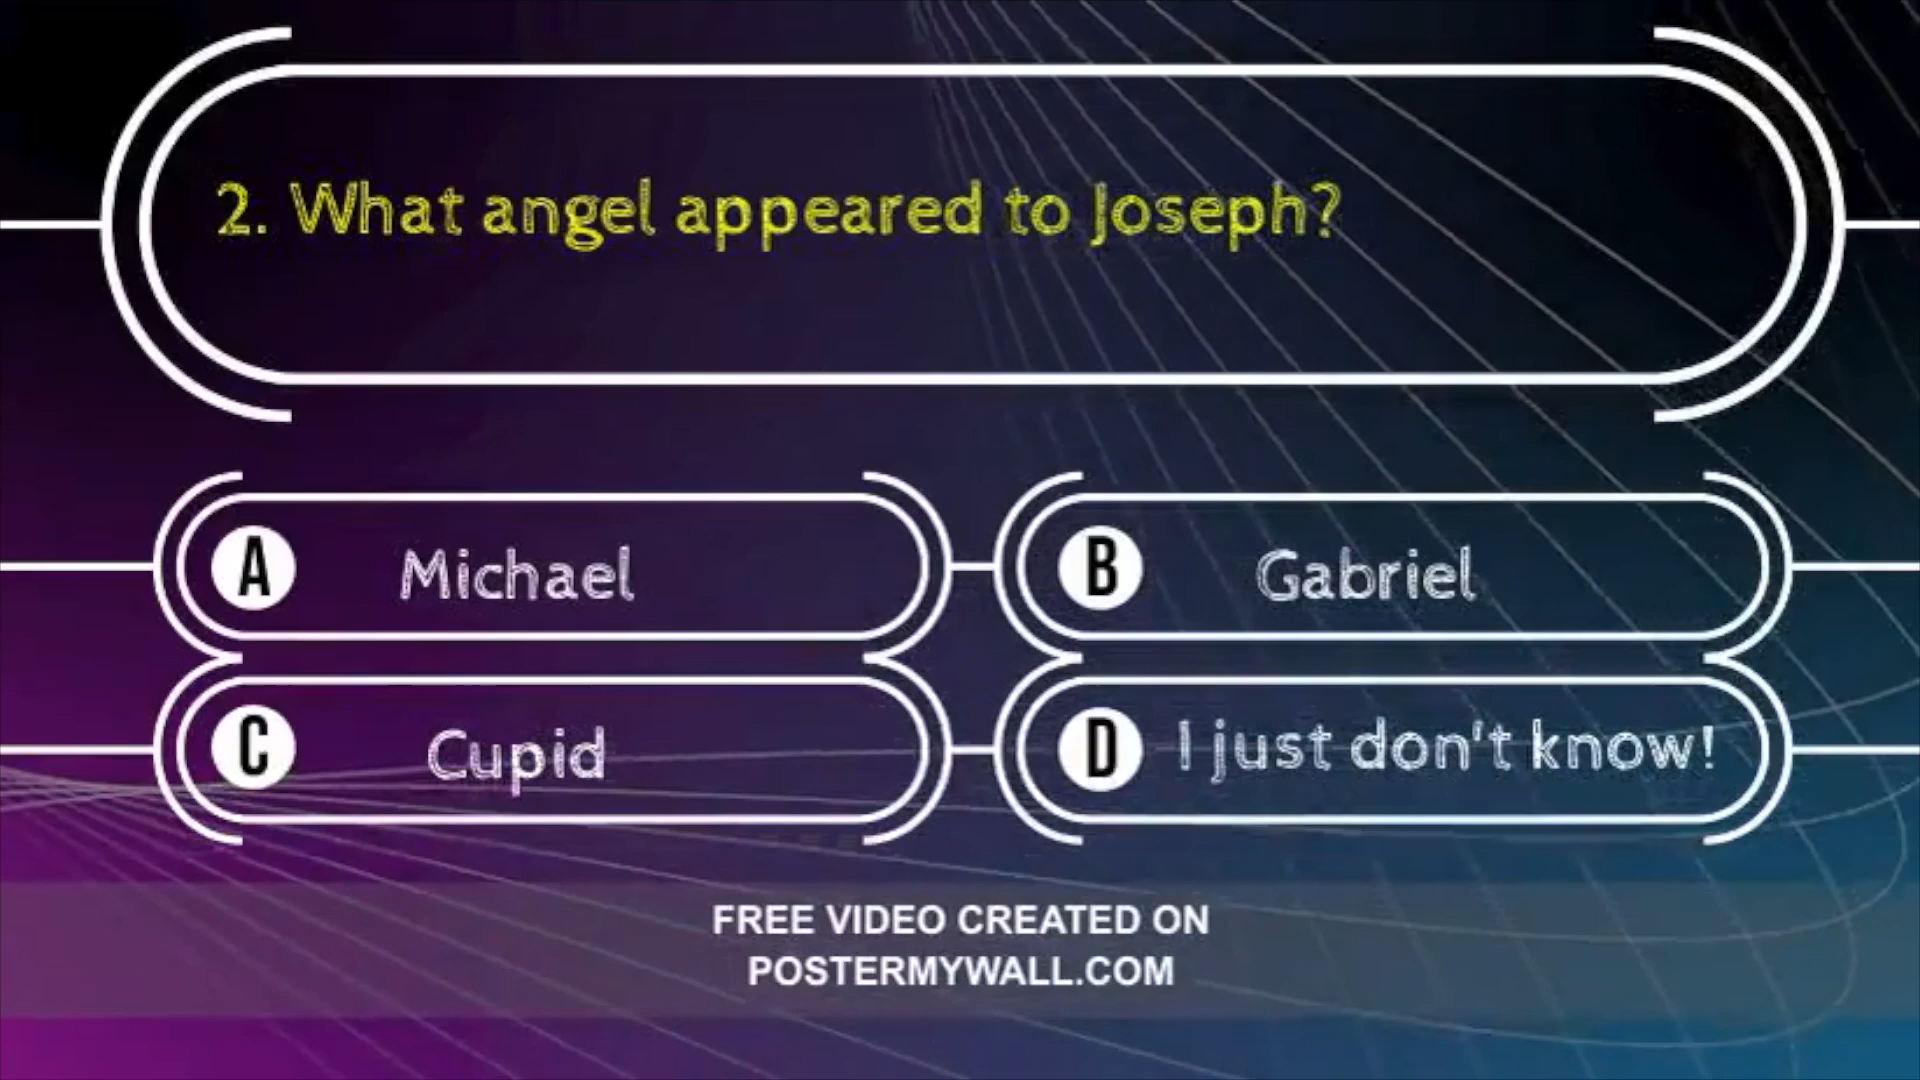 2. What angel appeared to Joseph?
A Michael
B Gabriel
C Cupid
D I just don't know!
FREE VIDEO CREATED ON
POSTERMYWALL.COM